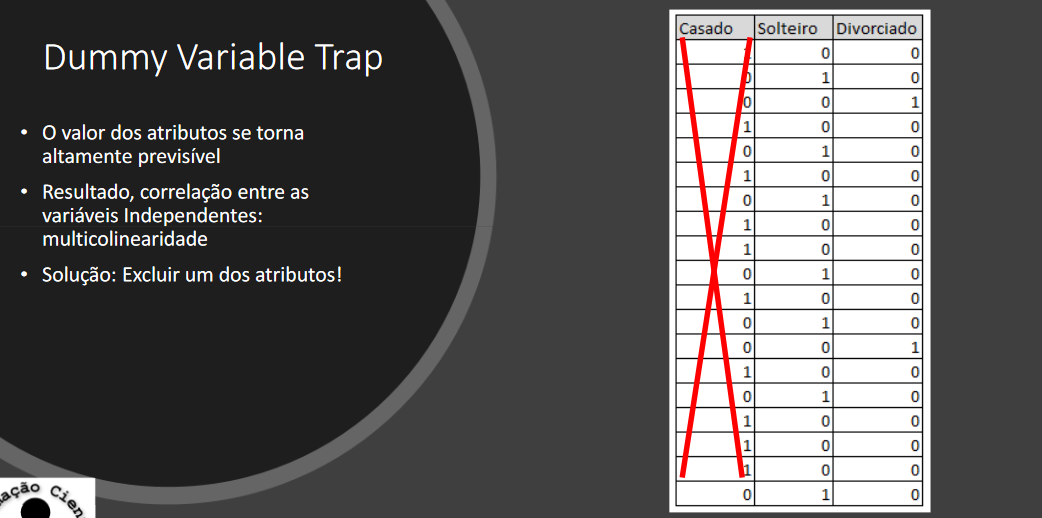 Dummy Variable Trap
• O valor dos atributos se torna
altamente previsível
• Resultado, correlação entre as
variáveis Independentes:
multicolinearidade
• Solução: Excluir um dos atributos!
Casado Solteiro Divorciado
1 0 0
0 1 0
0 0 1
1 0 0
0 1 0
1 0 0
0 1 0
1 0 0
1 0 0
0 1 0
1 0 0
0 1 0
0 0 1
1 0 0
0 1 0
1 0 0
1 0 0
1 0 0
0 1 0